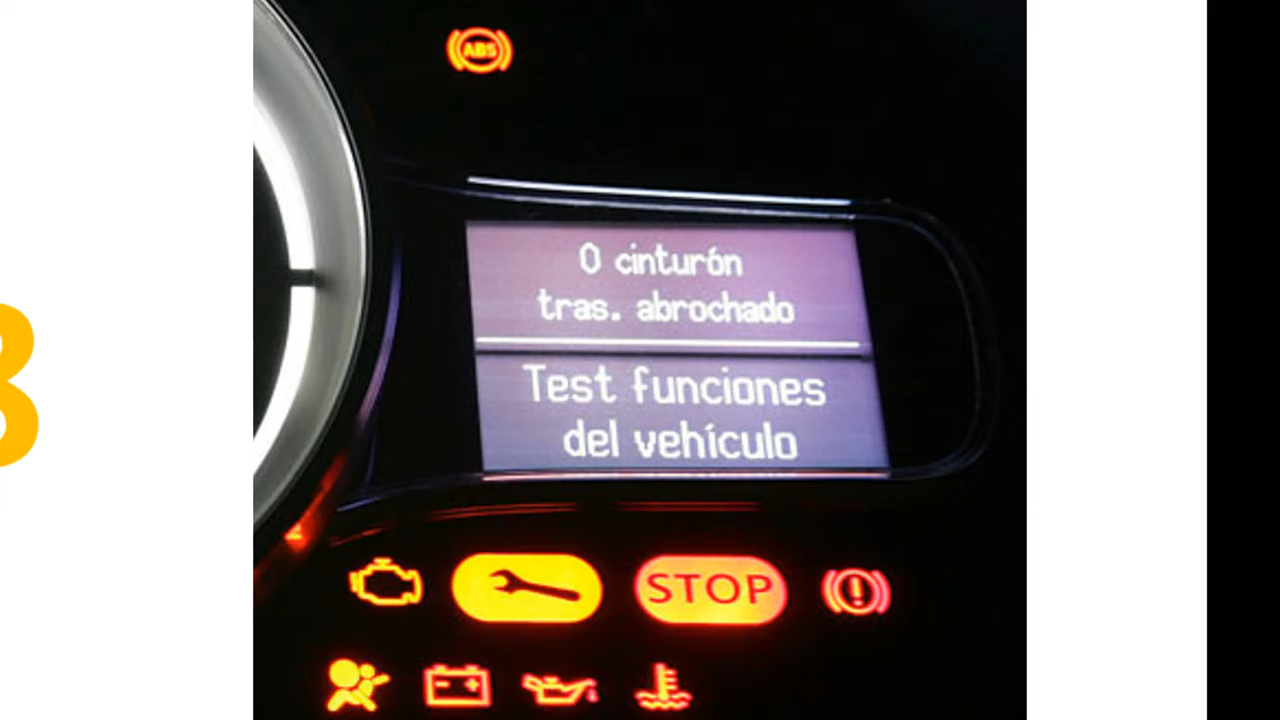 ABS
0 cinturón
tras. abrochado
Test funciones
del vehículo
STOP